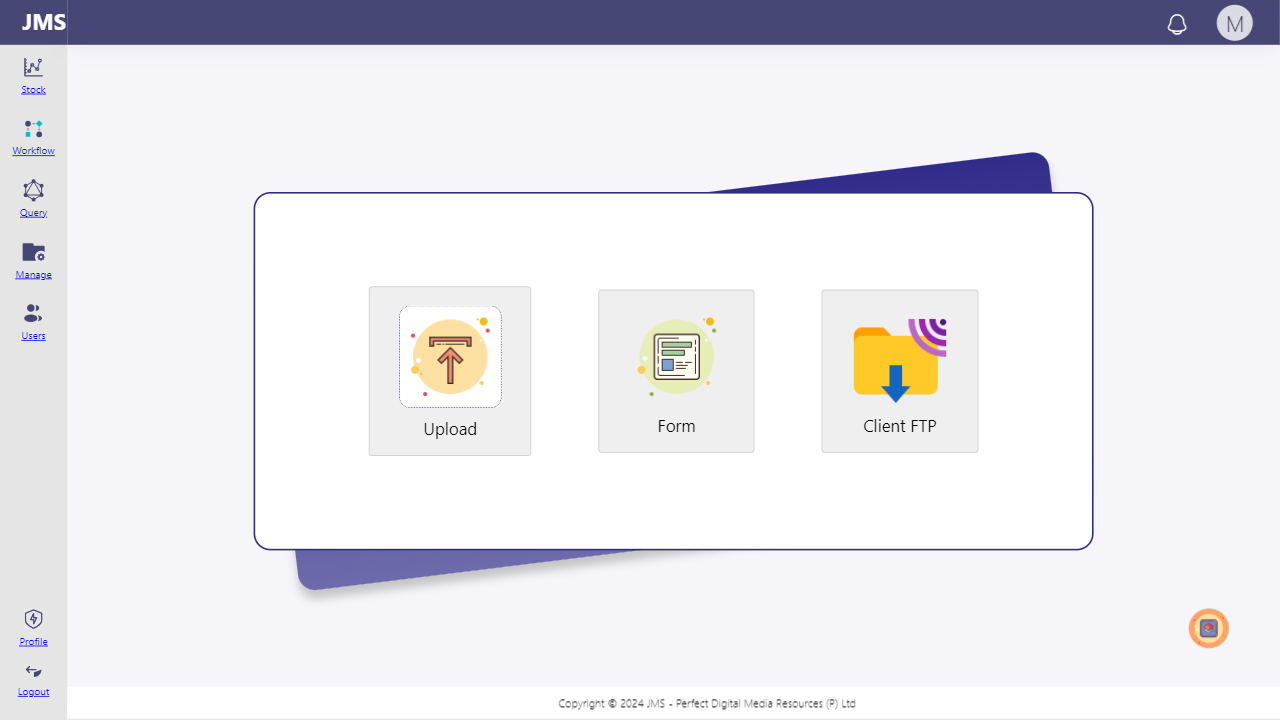 JMS
M
Stock
Workflow
Query
Manage
Users
Upload
Form
Client FTP
Profile
Logout
Copyright © 2024 JMS - Perfect Digital Media Resources (P) Ltd